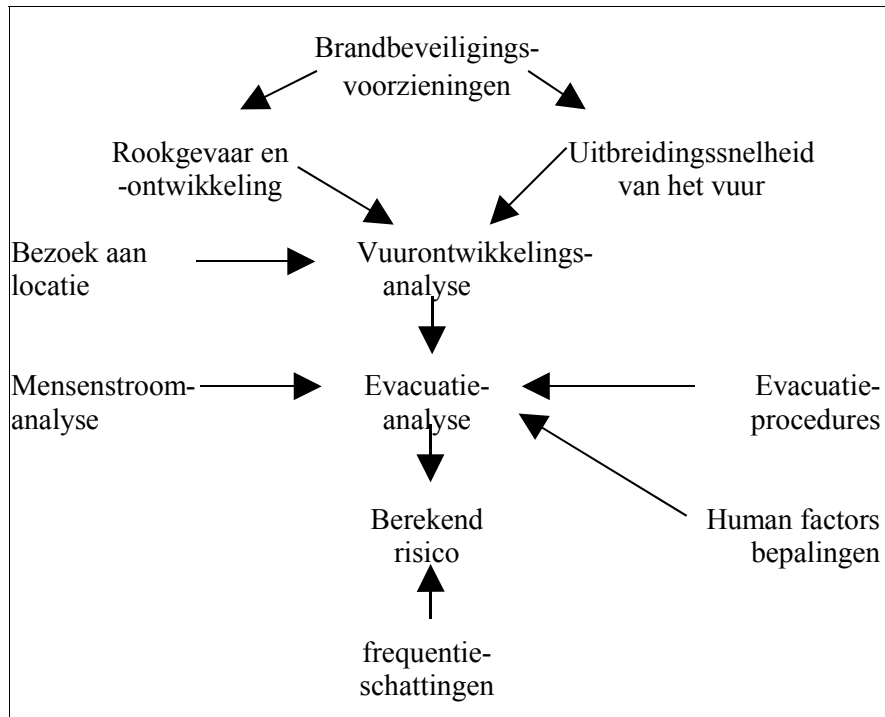 Brandbeveiligings-
voorzieningen
Rookgevaar en
-ontwikkeling
Uitbreidingssnelheid
van het vuur
Bezoek aan
locatie
Vuurontwikkelings-
analyse
Mensenstroom-
analyse
Evacuatie-
analyse
Evacuatie-
procedures
Berekend
risico
Human factors
bepalingen
frequentie-
schattingen